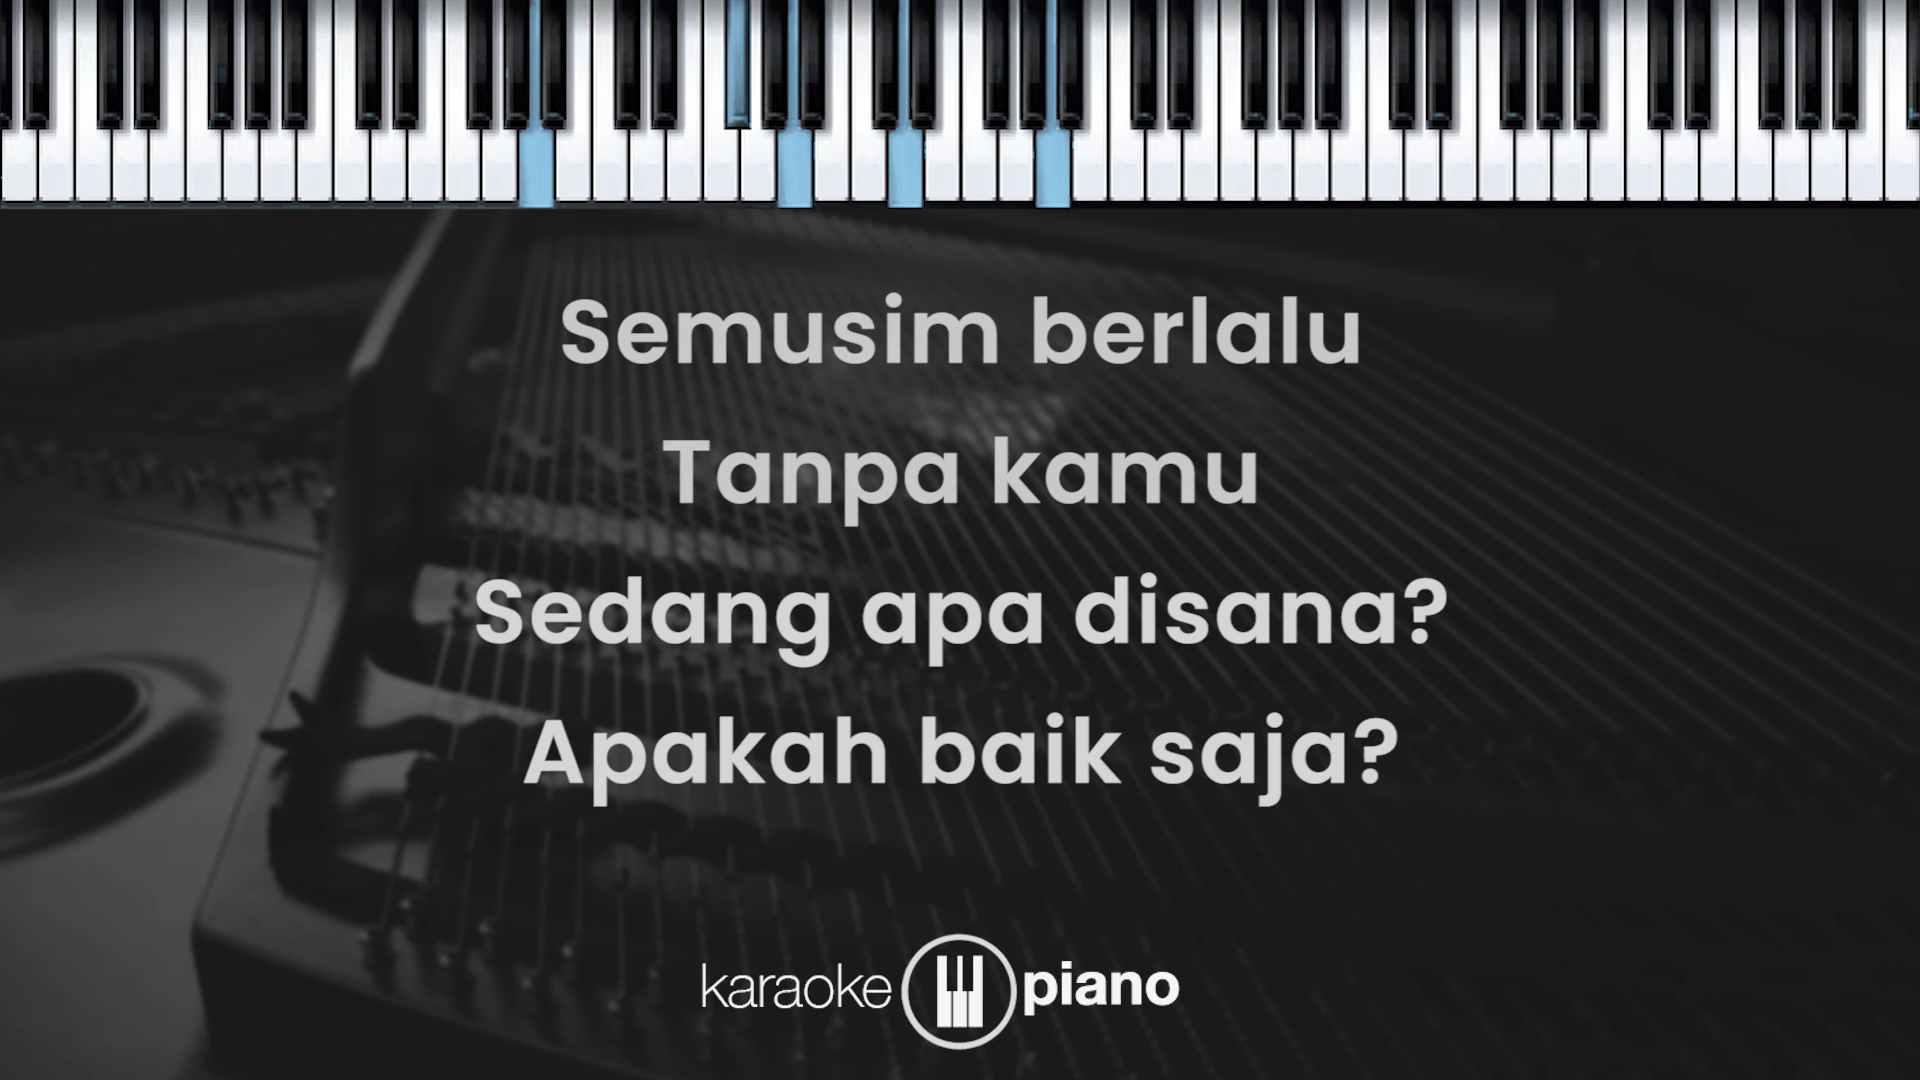 Semusim berlalu
Tanpa kamu
Sedang apa disana?
Apakah baik saja?
karaoke piano